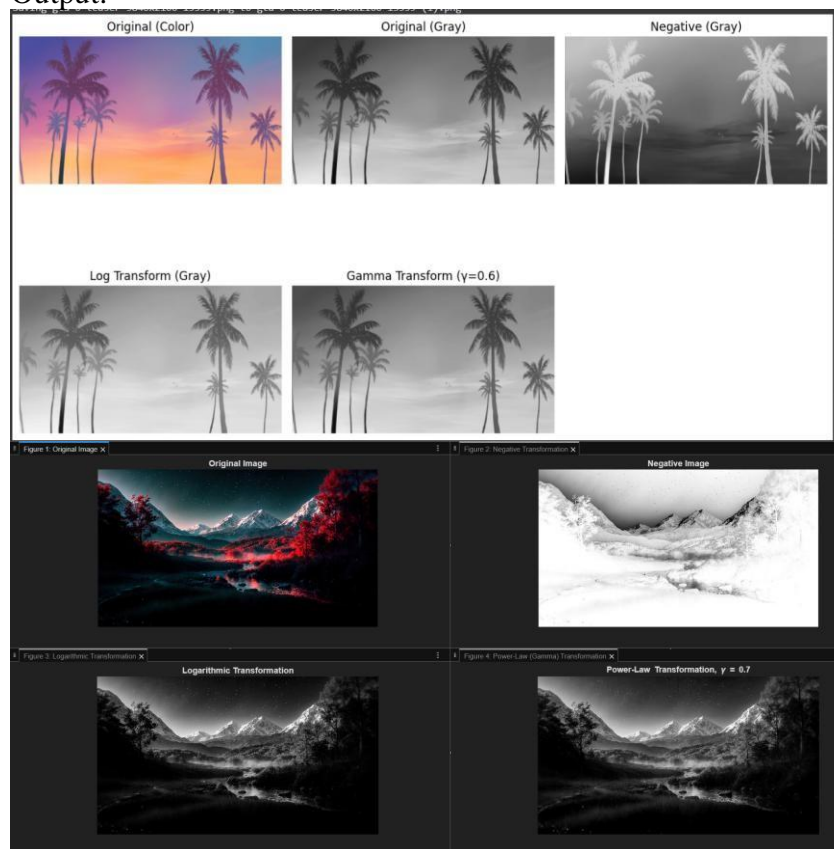 Output:
Original (Color)
Original (Gray)
Negative (Gray)
Log Transform (Gray)
Gamma Transform (γ=0.6)
Figure 1: Original Image X
Figure 2: Negative Transformation X
Original Image
Negative Image
Figure 3: Logarithmic Transformation X
Figure 4: Power-Law (Gamma) Transformation X
Logarithmic Transformation
Power-Law Transformation, γ = 0.7